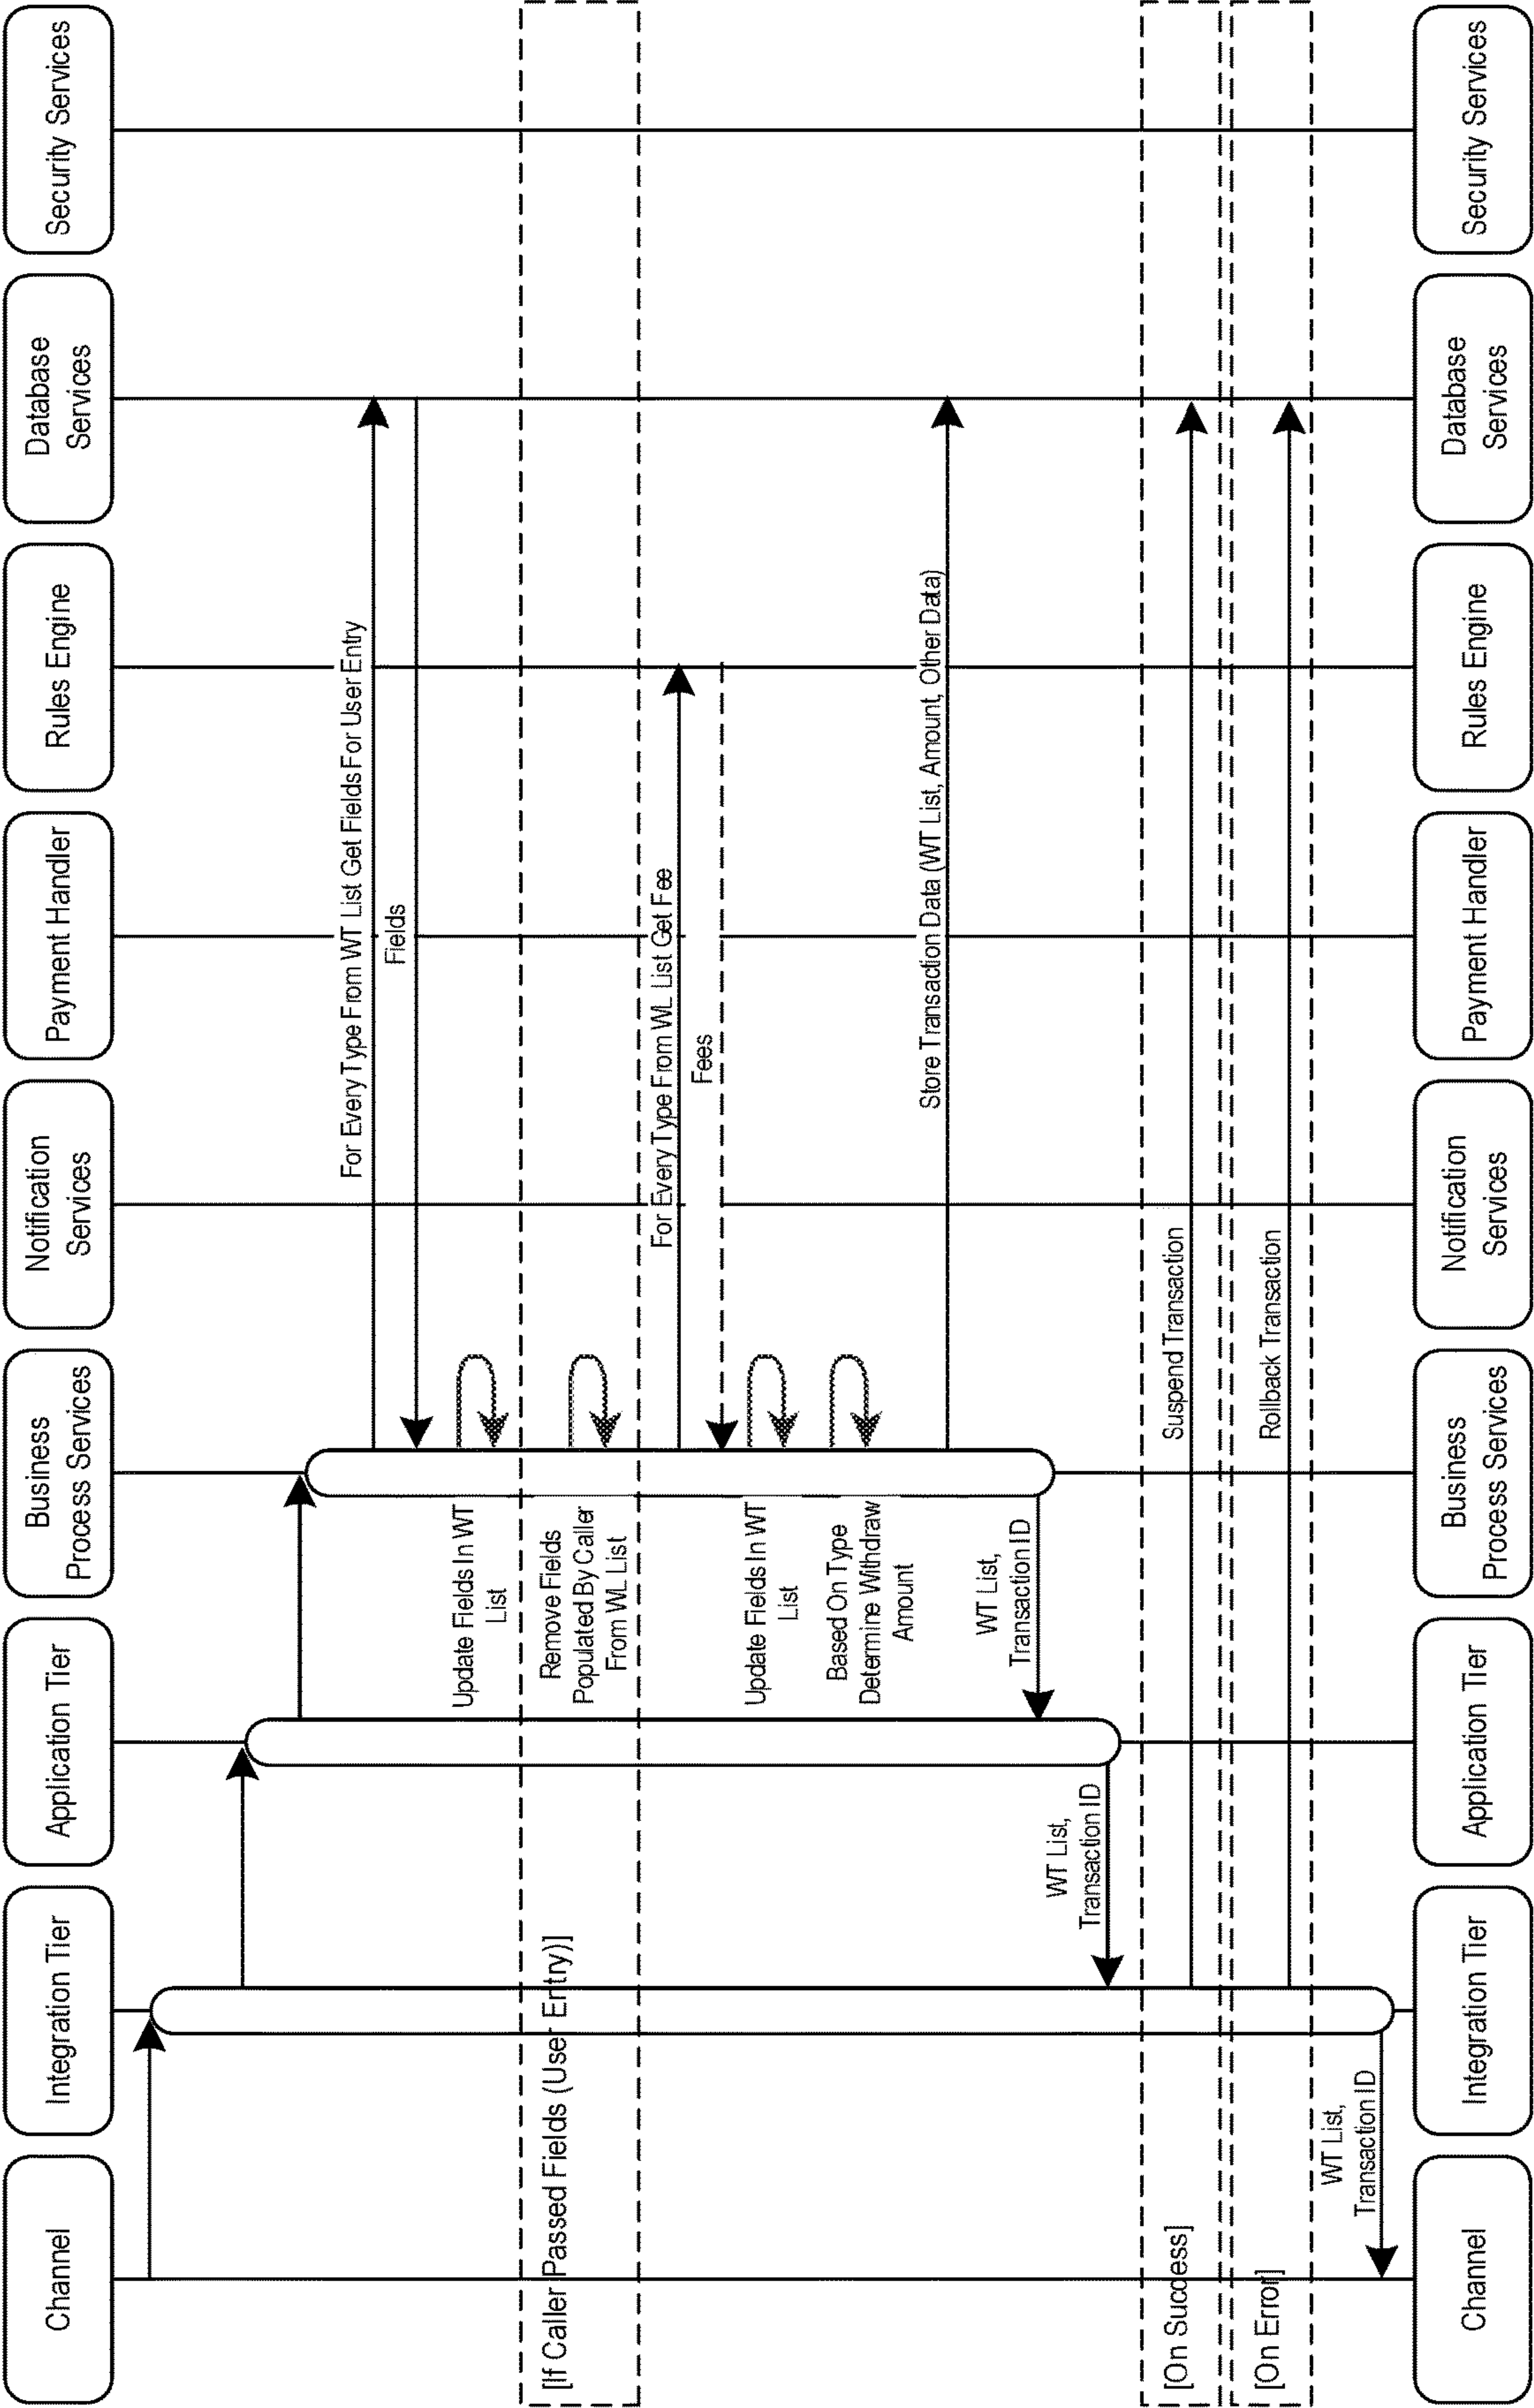 Channel
Integration Tier
Application Tier
Business
Process Services
Notification
Services
Payment Handler
Rules Engine
Database
Services
Security Services
For Every Type From WT List Get Fields For User Entry
Fields
Update Fields In WT
List
[If Caller Passed Fields (User Entry)]
Remove Fields
Populated By Caller
From WL List
For Every Type From WL List Get Fee
Fees
Update Fields In WT
List
Based On Type
Determine Withdraw
Amount
Store Transaction Data (WT List, Amount, Other Data)
WT List,
Transaction ID
WT List,
Transaction ID
[On Success]
Suspend Transaction
[On Error]
Rollback Transaction
WT List,
Transaction ID
Channel
Integration Tier
Application Tier
Business
Process Services
Notification
Services
Payment Handler
Rules Engine
Database
Services
Security Services